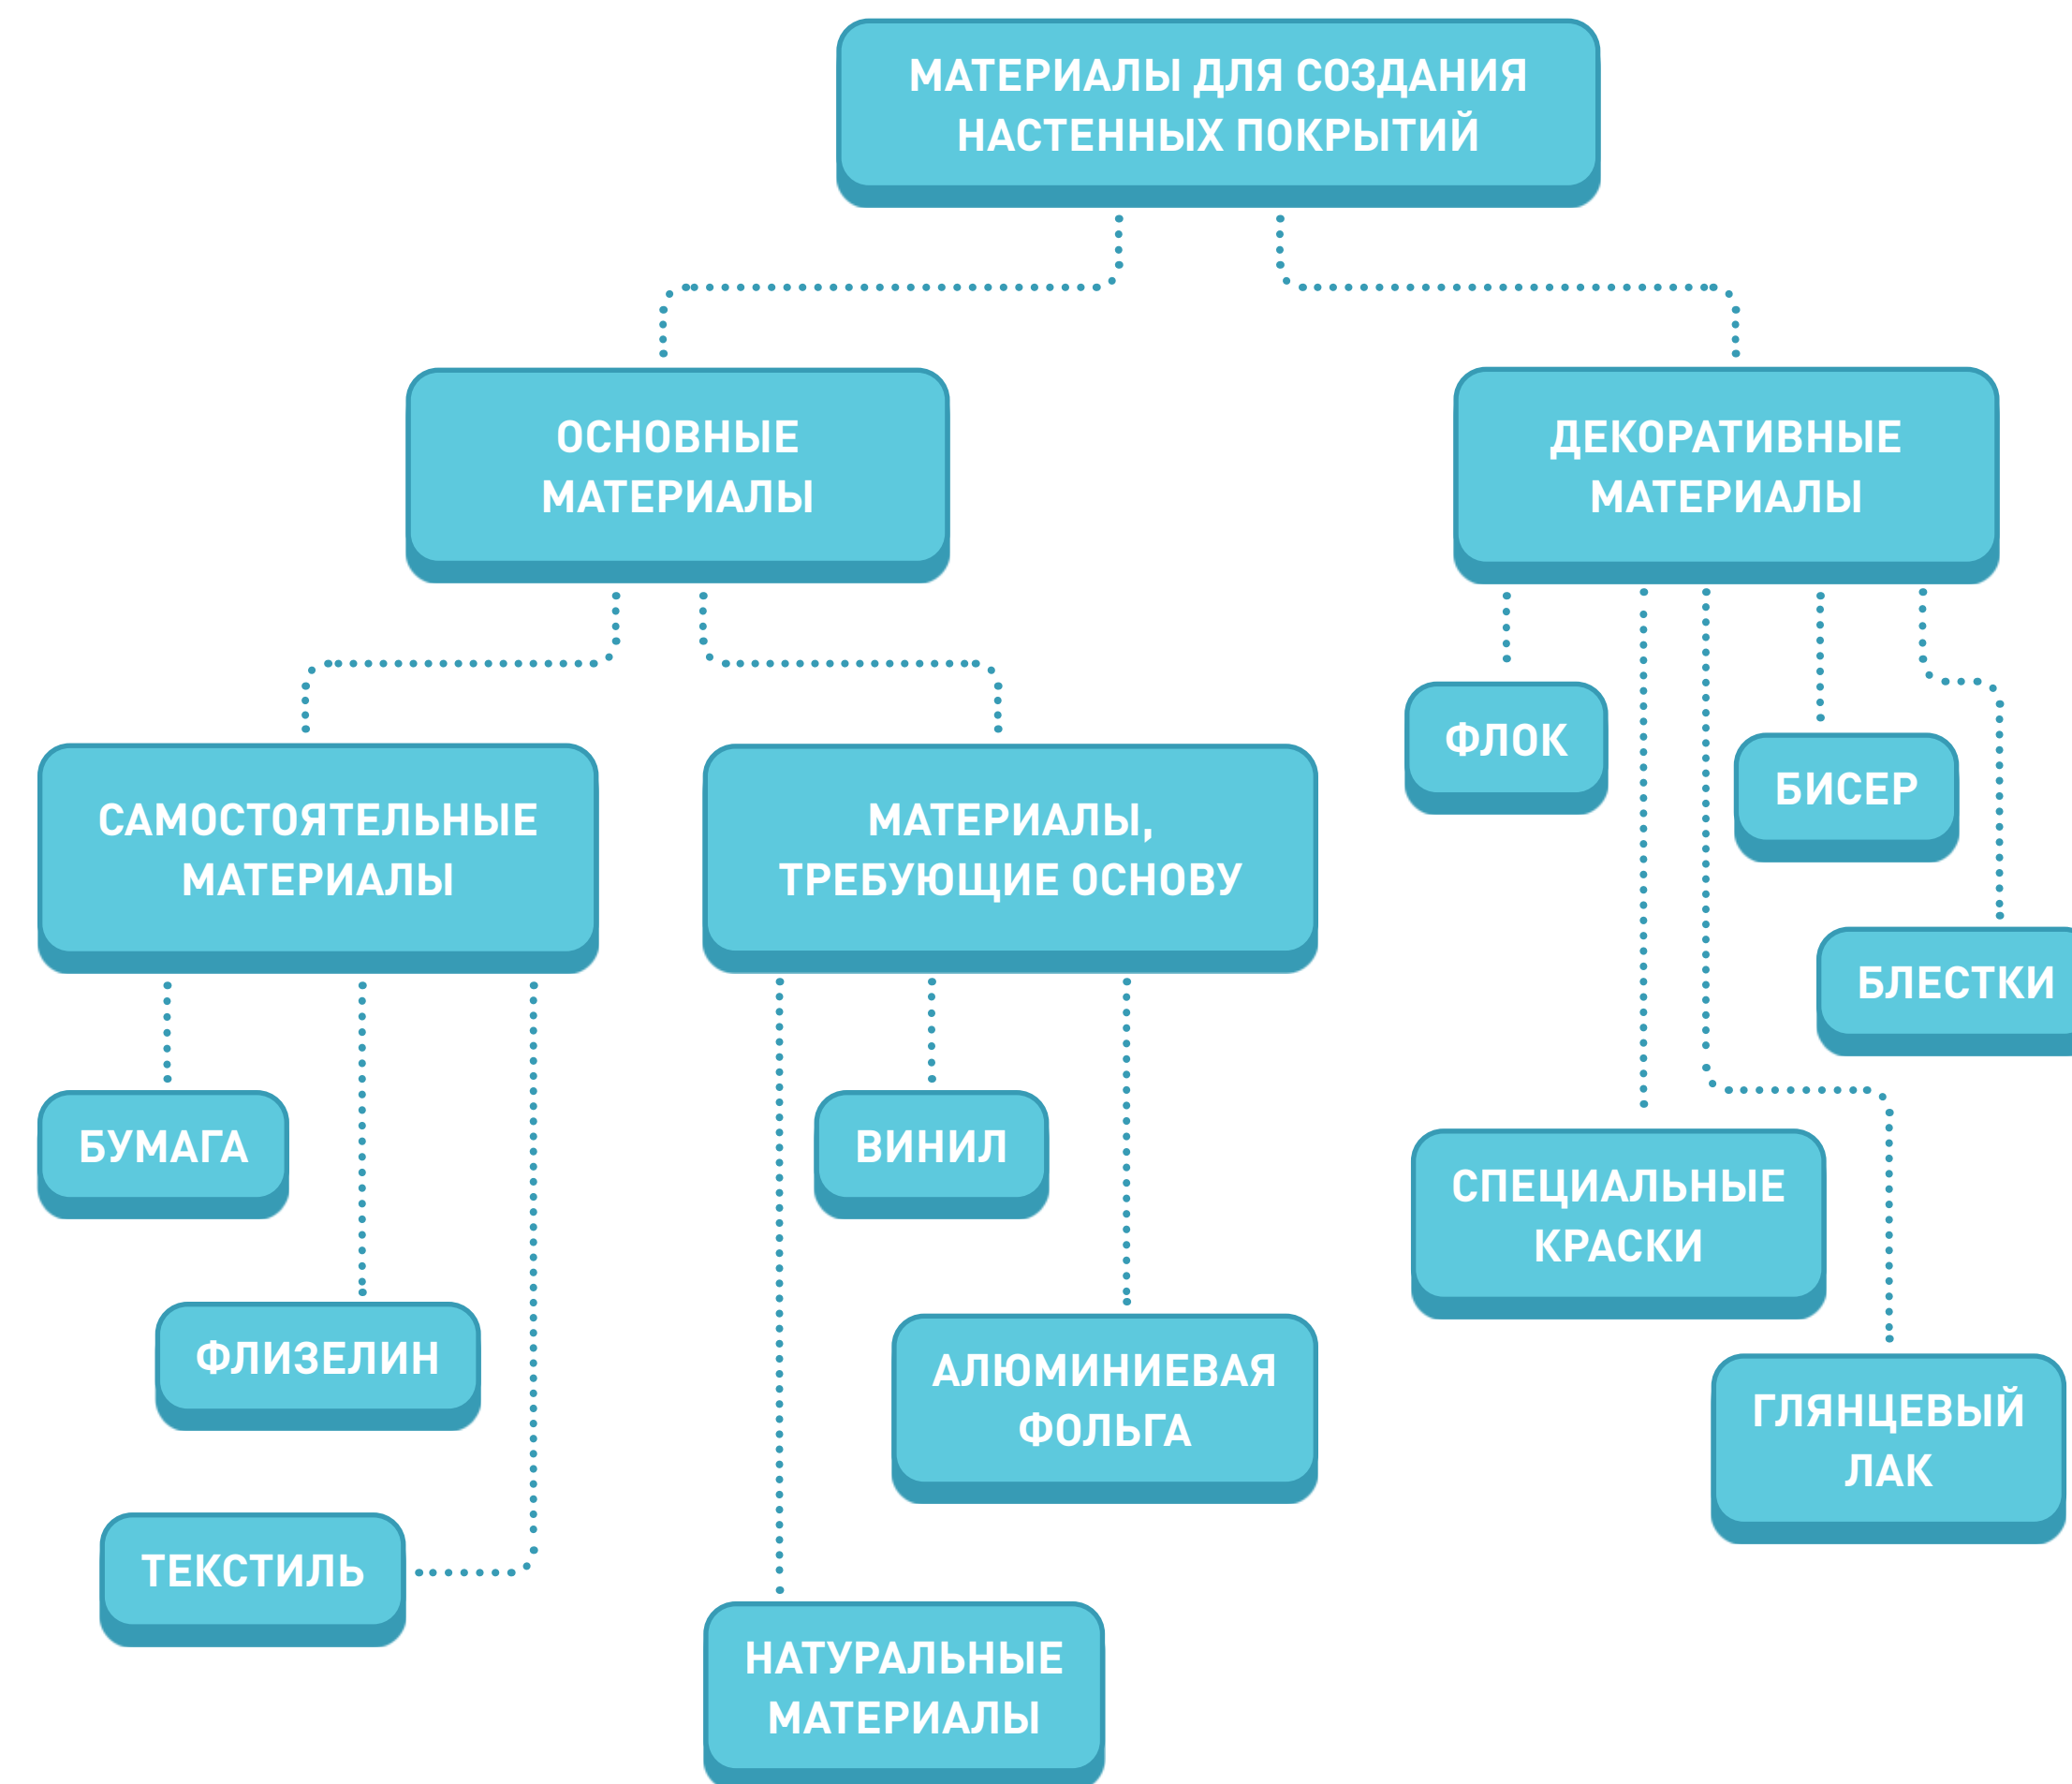 МАТЕРИАЛЫ ДЛЯ СОЗДАНИЯ
НАСТЕННЫХ ПОКРЫТИЙ
ОСНОВНЫЕ
МАТЕРИАЛЫ
ДЕКОРАТИВНЫЕ
МАТЕРИАЛЫ
САМОСТОЯТЕЛЬНЫЕ
МАТЕРИАЛЫ
МАТЕРИАЛЫ,
ТРЕБУЮЩИЕ ОСНОВУ
ФЛОК
БИСЕР
БЛЕСТКИ
БУМАГА
ВИНИЛ
СПЕЦИАЛЬНЫЕ
КРАСКИ
ФЛИЗЕЛИН
АЛЮМИНИЕВАЯ
ФОЛЬГА
ГЛЯНЦЕВЫЙ
ЛАК
ТЕКСТИЛЬ
НАТУРАЛЬНЫЕ
МАТЕРИАЛЫ